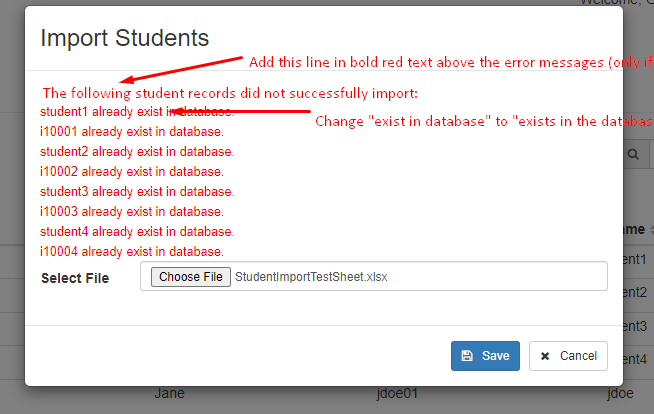 Welcome,
Import Students
Add this line in bold red text above the error messages (only if
The following student records did not successfully import:
student1 already exist in database.
Change "exist in database" to "exists in the databas
i10001 already exist in database.
student2 already exist in database.
i10002 already exist in database.
student3 already exist in database.
i10003 already exist in database.
student4 already exist in database.
i10004 already exist in database.
Select File
Choose File StudentImportTestSheet.xlsx
Save
Cancel
me
ent1
ent2
ent3
ent4
Jane jdoe01 jdoe